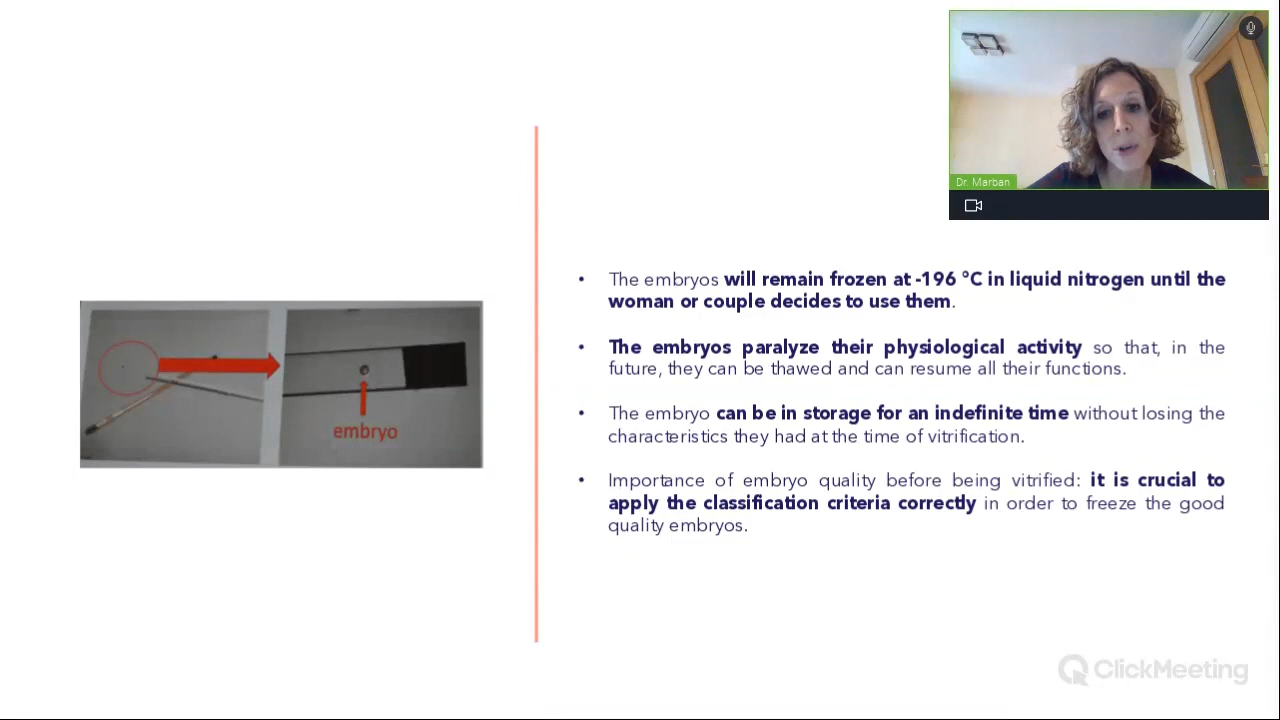 Dr. Marban
The embryos will remain frozen at -196 °C in liquid nitrogen until the
woman or couple decides to use them.
The embryos paralyze their physiological activity so that, in the
future, they can be thawed and can resume all their functions.
The embryo can be in storage for an indefinite time without losing the
characteristics they had at the time of vitrification.
Importance of embryo quality before being vitrified: it is crucial to
apply the classification criteria correctly in order to freeze the good
quality embryos.
embryo
ClickMeeting